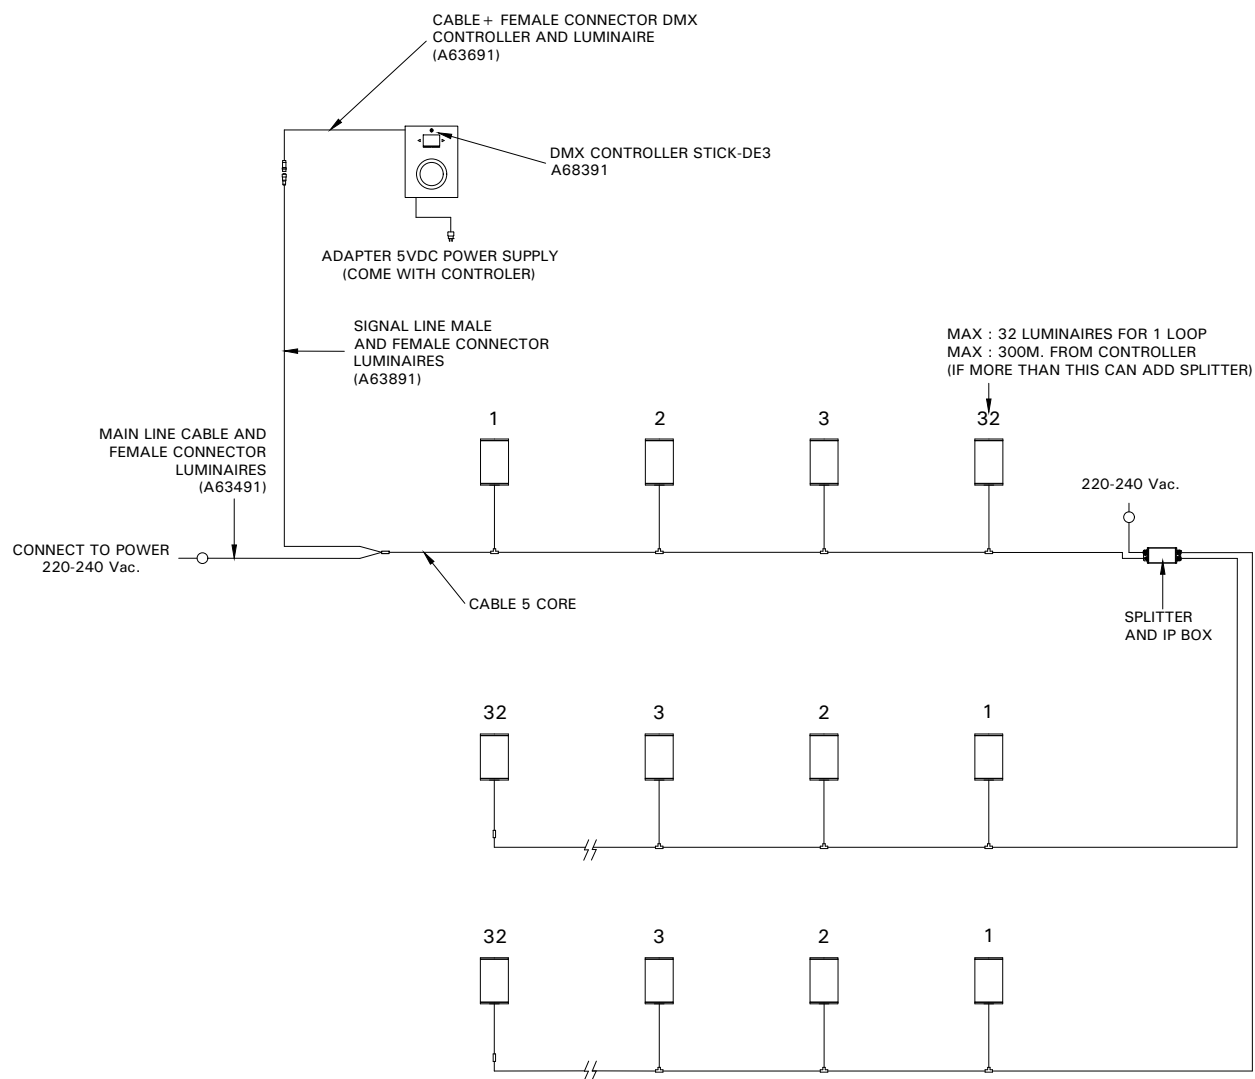 CABLE+ FEMALE CONNECTOR DMX
CONTROLLER AND LUMINAIRE
(A63691)
DMX CONTROLLER STICK-DE3
A68391
ADAPTER 5VDC POWER SUPPLY
(COME WITH CONTROLER)
SIGNAL LINE MALE
AND FEMALE CONNECTOR
LUMINAIRES
(A63891)
MAX : 32 LUMINAIRES FOR 1 LOOP
MAX : 300M. FROM CONTROLLER
(IF MORE THAN THIS CAN ADD SPLITTER)
1 2 3 32
MAIN LINE CABLE AND
FEMALE CONNECTOR
LUMINAIRES
(A63491)
220-240 Vac.
CONNECT TO POWER
220-240 Vac.
CABLE 5 CORE
SPLITTER
AND IP BOX
32 3 2 1
32 3 2 1